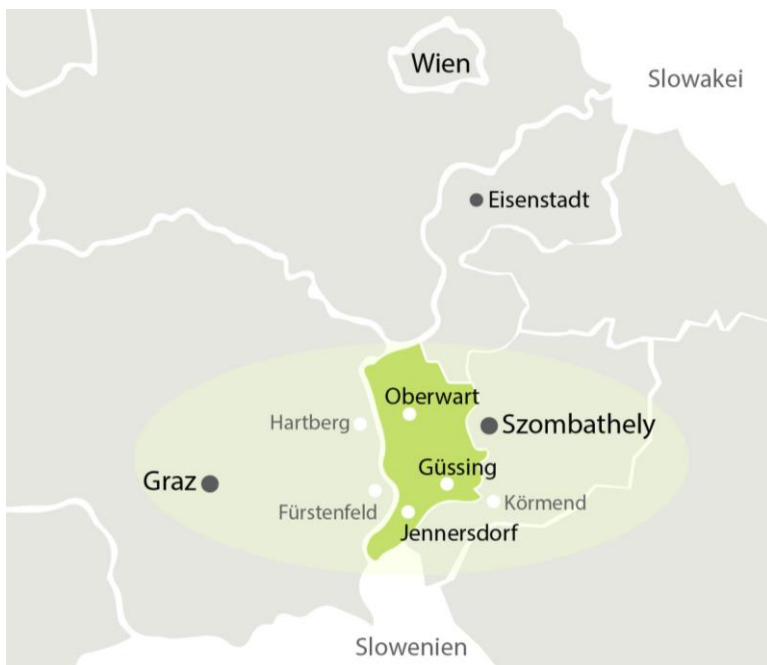 Wien
Slowakei
Eisenstadt
Oberwart
Hartberg
Szombathely
Güssing
Graz
Körmend
Fürstenfeld
Jennersdorf
Slowenien